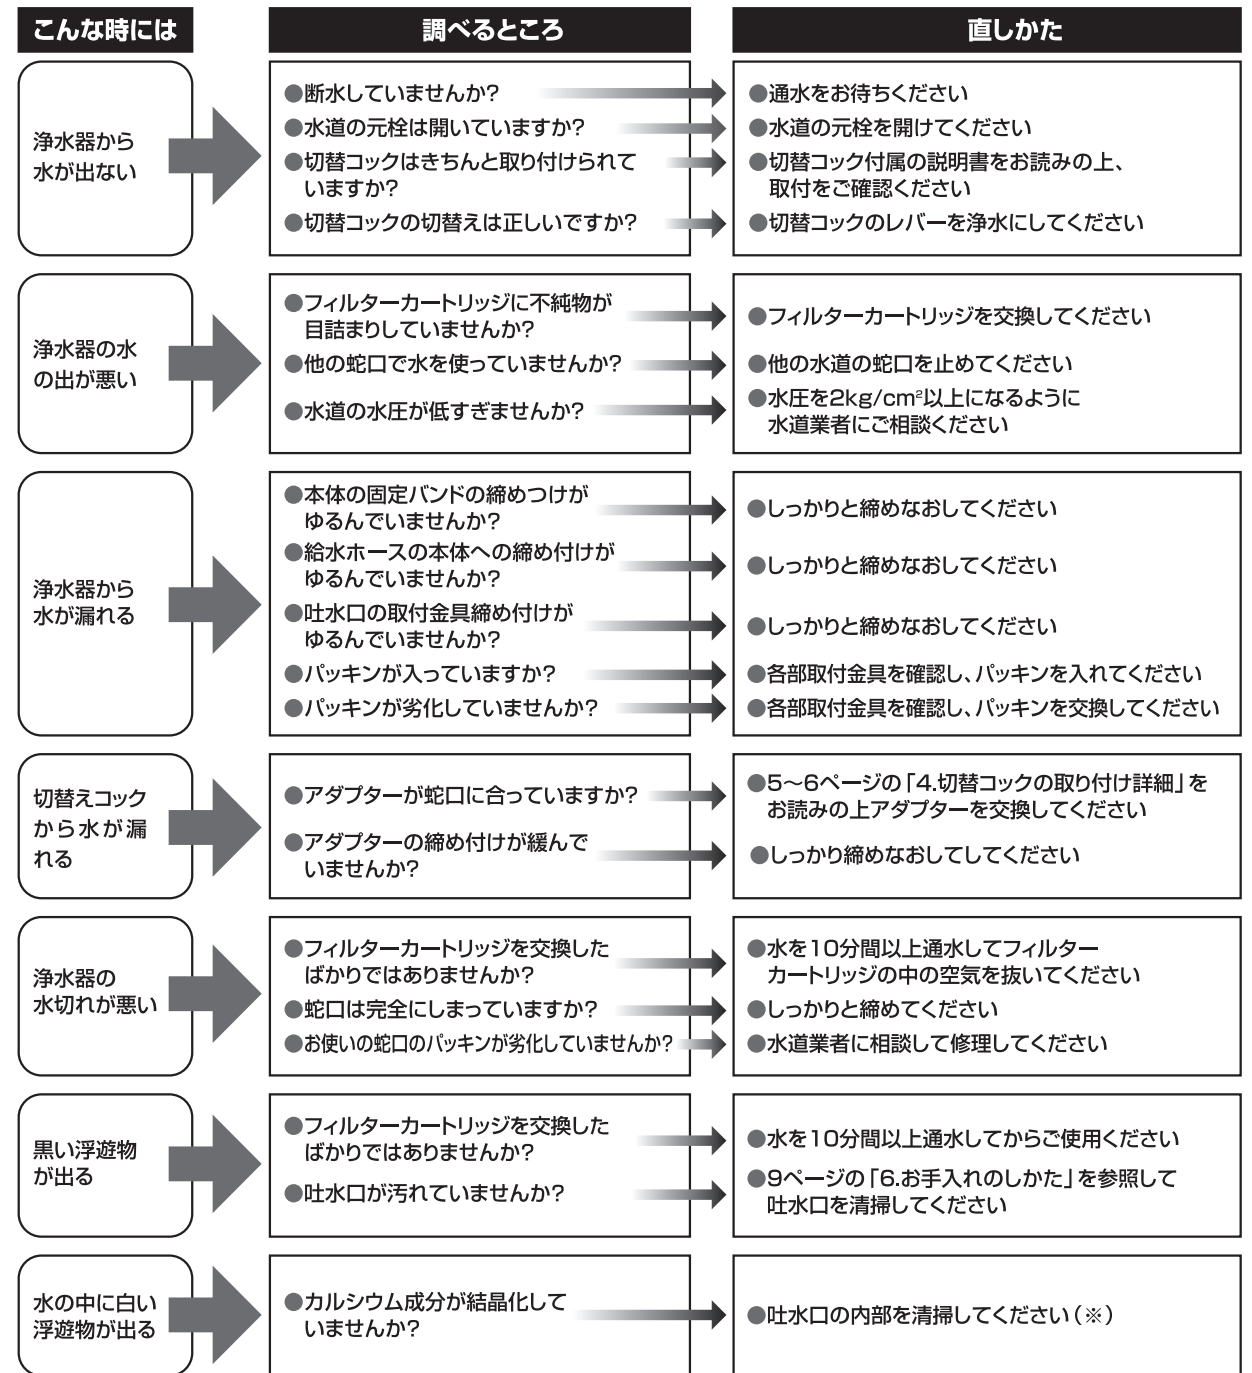 こんな時には
調べるところ
直しかた
浄水器から
水が出ない
●断水していませんか?
●水道の元栓は開いていますか?
●切替コックはきちんと取り付けられて
いますか?
●切替コックの切替えは正しいですか?
●通水をお待ちください
●水道の元栓を開けてください
●切替コック付属の説明書をお読みの上、
取付をご確認ください
●切替コックのレバーを浄水にしてください
浄水器の水
の出が悪い
●フィルターカートリッジに不純物が
目詰まりしていませんか?
●他の蛇口で水を使っていませんか?
●水道の水圧が低すぎませんか?
●フィルターカートリッジを交換してください
●他の水道の蛇口を止めてください
●水圧を2kg/cm²以上になるように
水道業者にご相談ください
浄水器から
水が漏れる
●本体の固定バンドの締めつけが
ゆるんでいませんか?
●給水ホースの本体への締め付けが
ゆるんでいませんか?
●吐水口の取付金具締め付けが
ゆるんでいませんか?
●パッキンが入っていますか?
●パッキンが劣化していませんか?
●しっかりと締めなおしてください
●しっかりと締めなおしてください
●しっかりと締めなおしてください
●各部取付金具を確認し、パッキンを入れてください
●各部取付金具を確認し、パッキンを交換してください
切替えコック
から水が漏
れる
●アダプターが蛇口に合っていますか?
●アダプターの締め付けが緩んで
いませんか?
●5〜6ページの「4.切替コックの取り付け詳細」を
お読みの上アダプターを交換してください
●しっかり締めなおしてしてください
浄水器の
水切れが悪い
●フィルターカートリッジを交換した
ばかりではありませんか?
●蛇口は完全にしまっていますか?
●お使いの蛇口のパッキンが劣化していませんか?
●水を10分間以上通水してフィルター
カートリッジの中の空気を抜いてください
●しっかりと締めてください
●水道業者に相談して修理してください
黒い浮遊物
が出る
●フィルターカートリッジを交換した
ばかりではありませんか?
●吐水口が汚れていませんか?
●水を10分間以上通水してからご使用ください
●9ページの「6.お手入れのしかた」を参照して
吐水口を清掃してください
水の中に白い
浮遊物が出る
●カルシウム成分が結晶化して
いませんか?
●吐水口の内部を清掃してください(※)